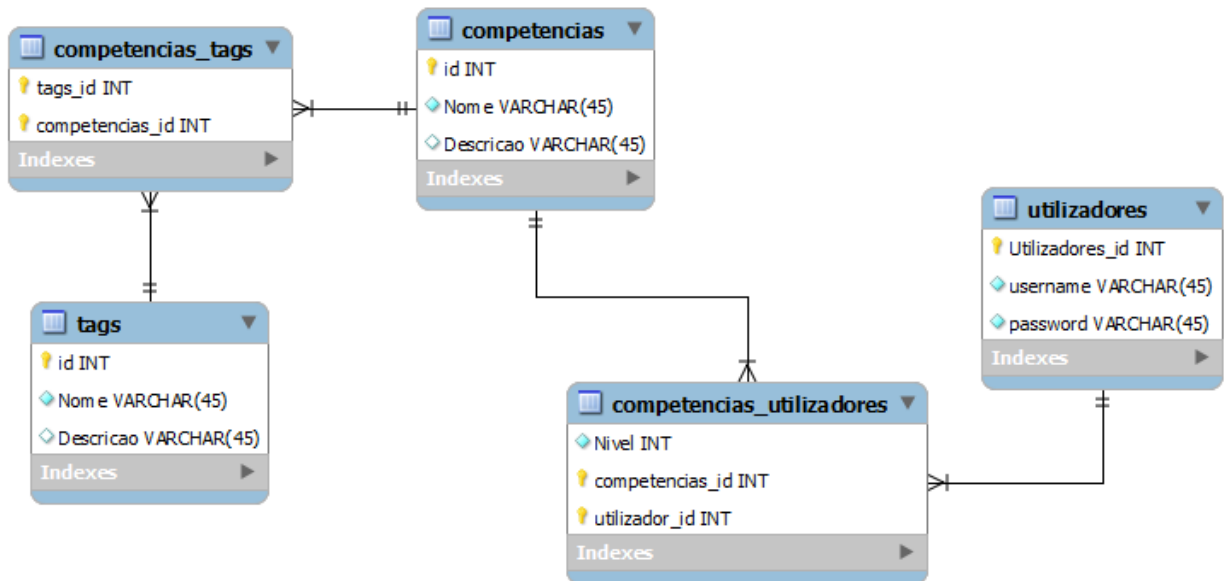 competencias_tags
tags_id INT
competencias_id INT
Indexes
competencias
id INT
Nome VARCHAR(45)
Descricao VARCHAR(45)
Indexes
utilizadores
Utilizadores_id INT
username VARCHAR(45)
password VARCHAR(45)
Indexes
tags
id INT
Nome VARCHAR(45)
Descricao VARCHAR(45)
Indexes
competencias_utilizadores
Nivel INT
competencias_id INT
utilizador_id INT
Indexes